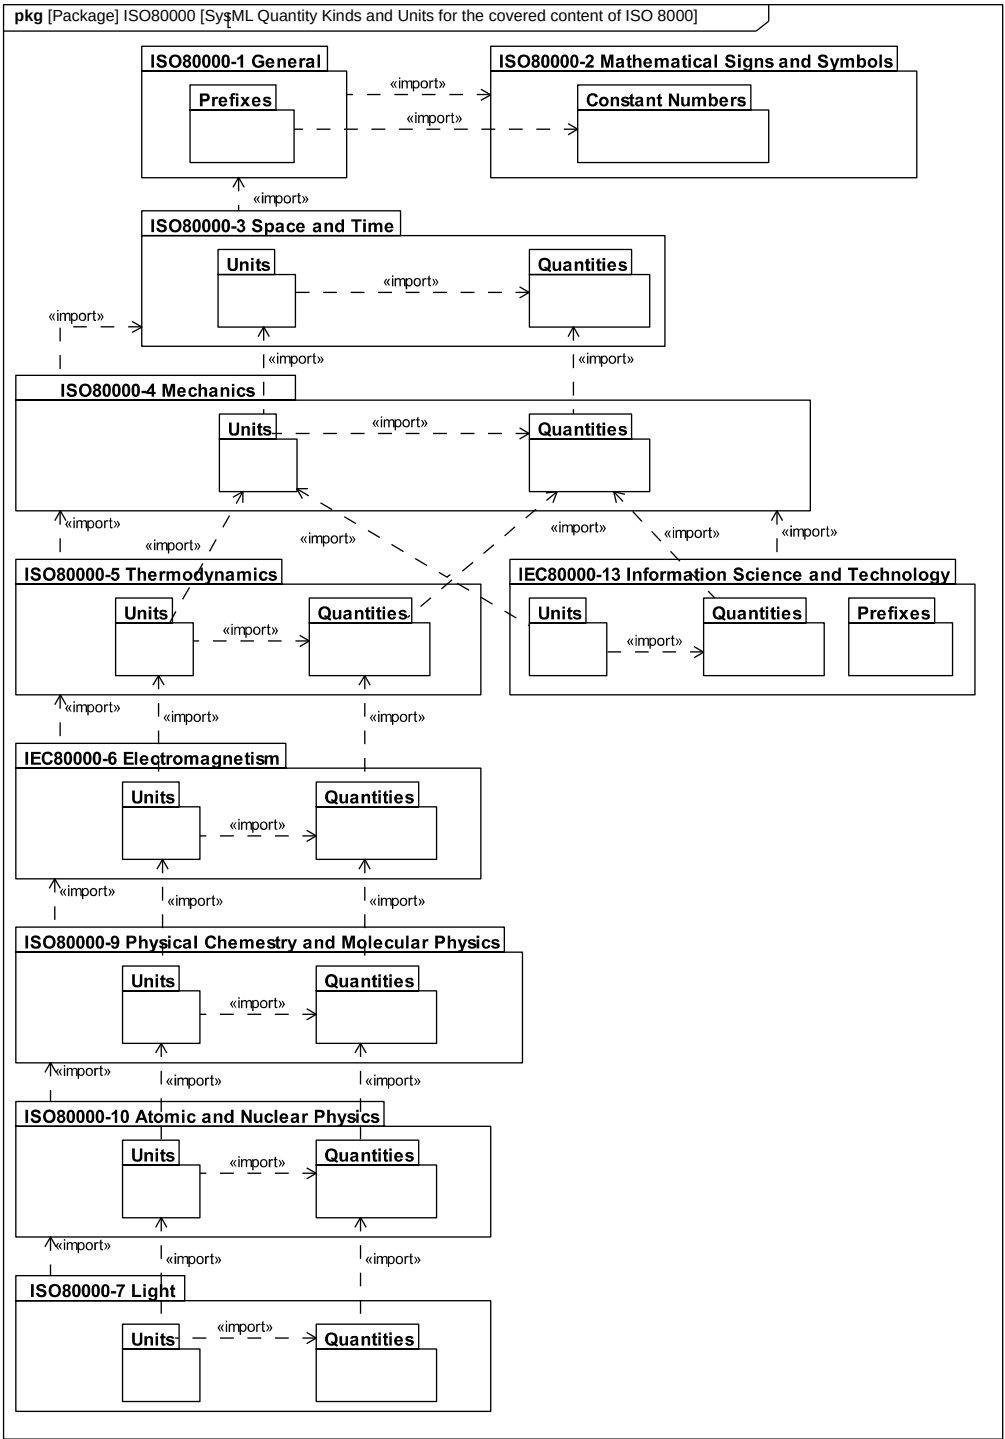 pkg [Package] ISO80000 [SysML Quantity Kinds and Units for the covered content of ISO 8000]
ISO80000-1 General
ISO80000-2 Mathematical Signs and Symbols
«import»
Prefixes
Constant Numbers
«import»
«import»
ISO80000-3 Space and Time
Units
Quantities
«import»
«import»
«import»
«import»
ISO80000-4 Mechanics
Units
«import»
Quantities
«import»
«import»
«import»
«import»
«import»
«import»
ISO80000-5 Thermodynamics
IEC80000-13 Information Science and Technology
Units
Quantities
Units
Quantities
Prefixes
«import»
«import»
«import»
«import»
«import»
IEC80000-6 Electromagnetism
Units
Quantities
«import»
«import»
«import»
«import»
ISO80000-9 Physical Chemestry and Molecular Physics
Units
Quantities
«import»
«import»
«import»
«import»
ISO80000-10 Atomic and Nuclear Physics
Units
Quantities
«import»
«import»
«import»
«import»
ISO80000-7 Light
Units
«import»
Quantities